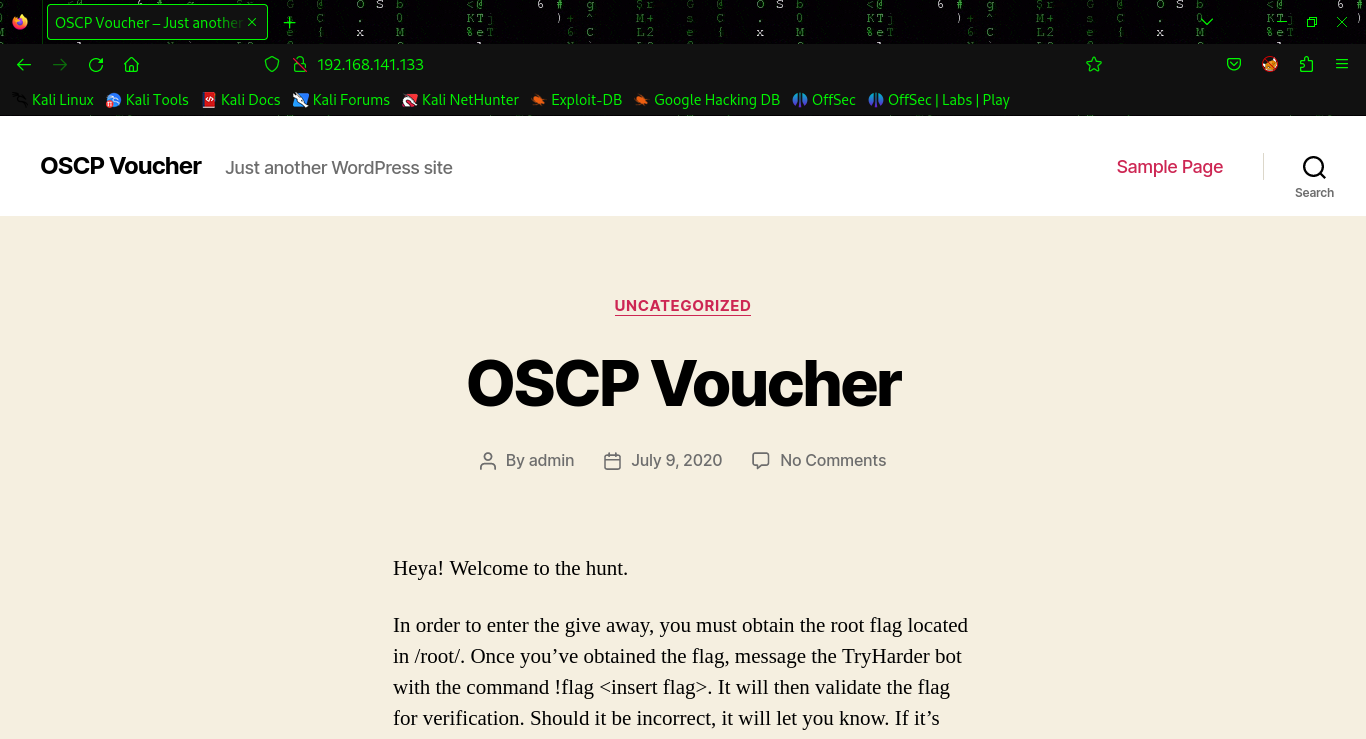 OSCP Voucher – Just another
192.168.141.133
Kali Linux Kali Tools Kali Docs Kali Forums Kali NetHunter Exploit-DB Google Hacking DB OffSec OffSec | Labs | Play
OSCP Voucher Just another WordPress site Sample Page
Search
UNCATEGORIZED
OSCP Voucher
By admin July 9, 2020 No Comments
Heya! Welcome to the hunt.
In order to enter the give away, you must obtain the root flag located
in /root/. Once you’ve obtained the flag, message the TryHarder bot
with the command !flag <insert flag>. It will then validate the flag
for verification. Should it be incorrect, it will let you know. If it’s